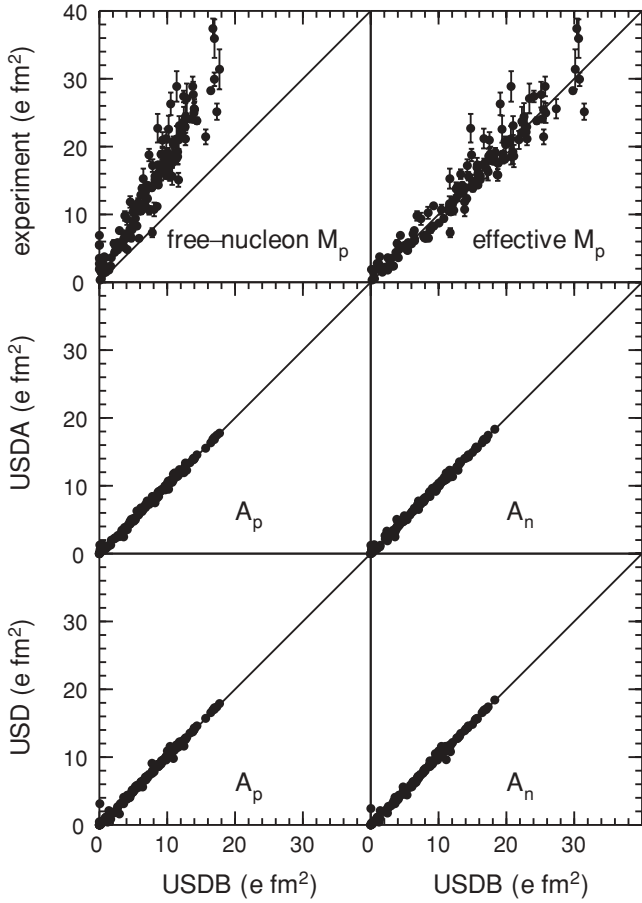 40
30
20
10
0
experiment (e fm²)
free–nucleon Mₚ
effective Mₚ
30
20
10
0
USDA (e fm²)
Aₚ
Aₙ
30
20
10
0
USD (e fm²)
Aₚ
Aₙ
0 10 20 30 0 10 20 30
USDB (e fm²) USDB (e fm²)